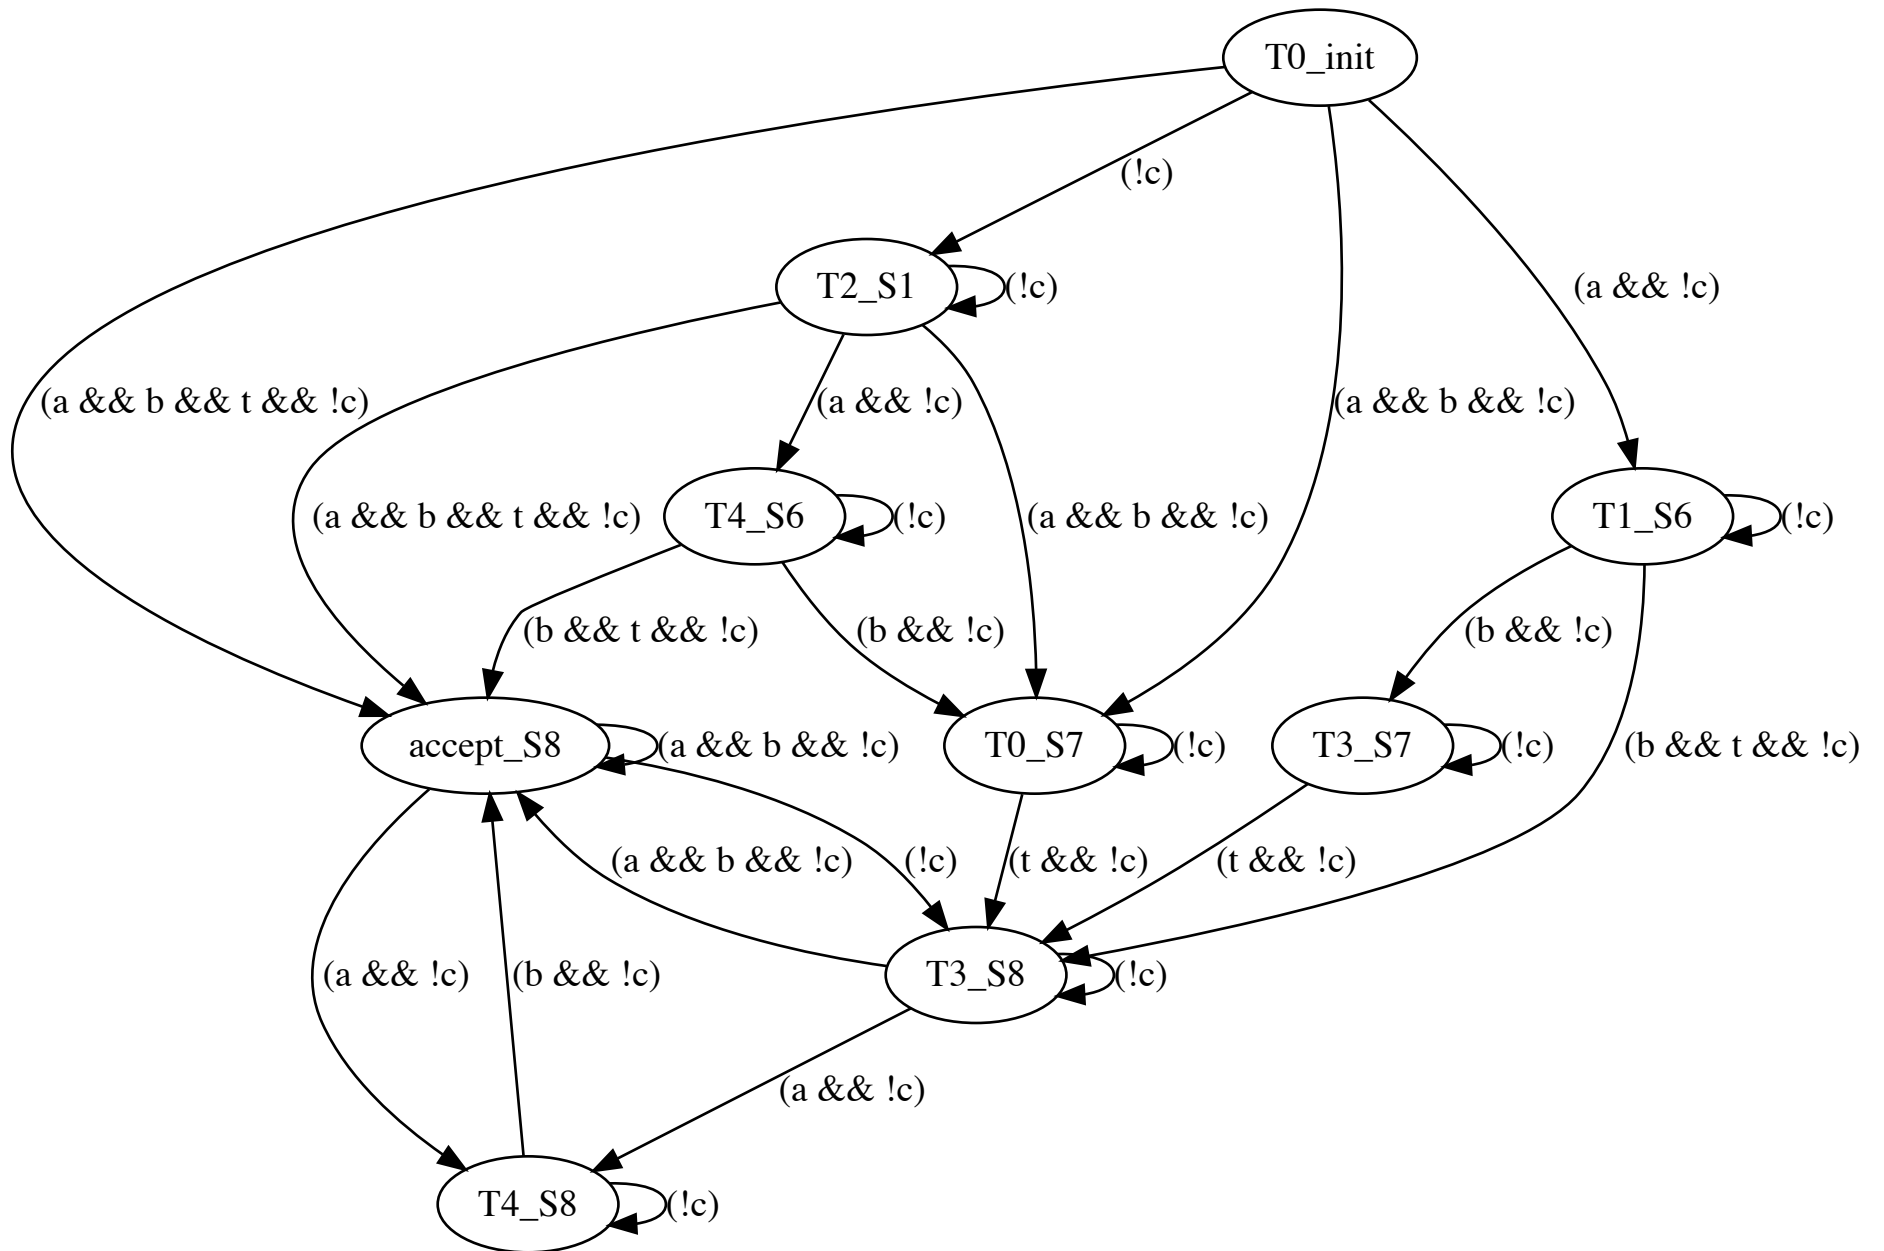 T0_init
(!c)
T2_S1
(!c)
(a && !c)
(a && b && t && !c)
(a && !c)
(a && b && !c)
(a && b && t && !c)
T4_S6
(!c)
(a && b && !c)
T1_S6
(!c)
(b && t && !c)
(b && !c)
(b && !c)
accept_S8
(a && b && !c)
T0_S7
(!c)
T3_S7
(!c)
(b && t && !c)
(a && b && !c)
(!c)
(t && !c)
(t && !c)
(a && !c)
(b && !c)
T3_S8
(!c)
(a && !c)
T4_S8
(!c)